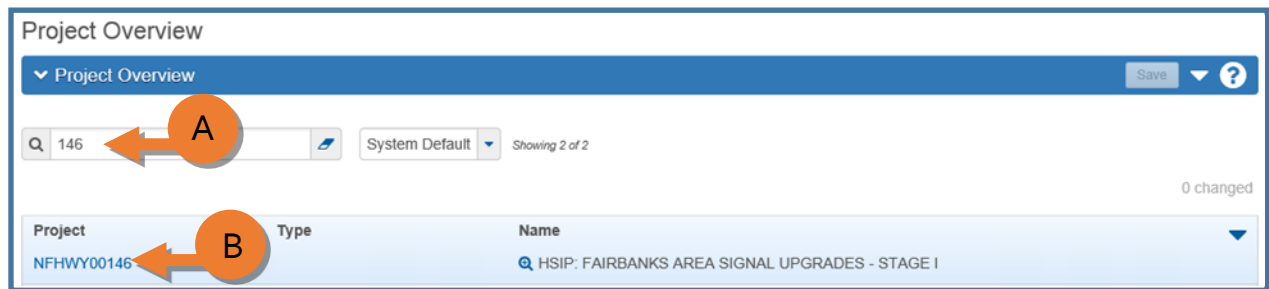 Project Overview
Project Overview Save ?
A
146 System Default Showing 2 of 2
0 changed
Project Type Name
B
NFHWY00146 HSIP: FAIRBANKS AREA SIGNAL UPGRADES - STAGE I